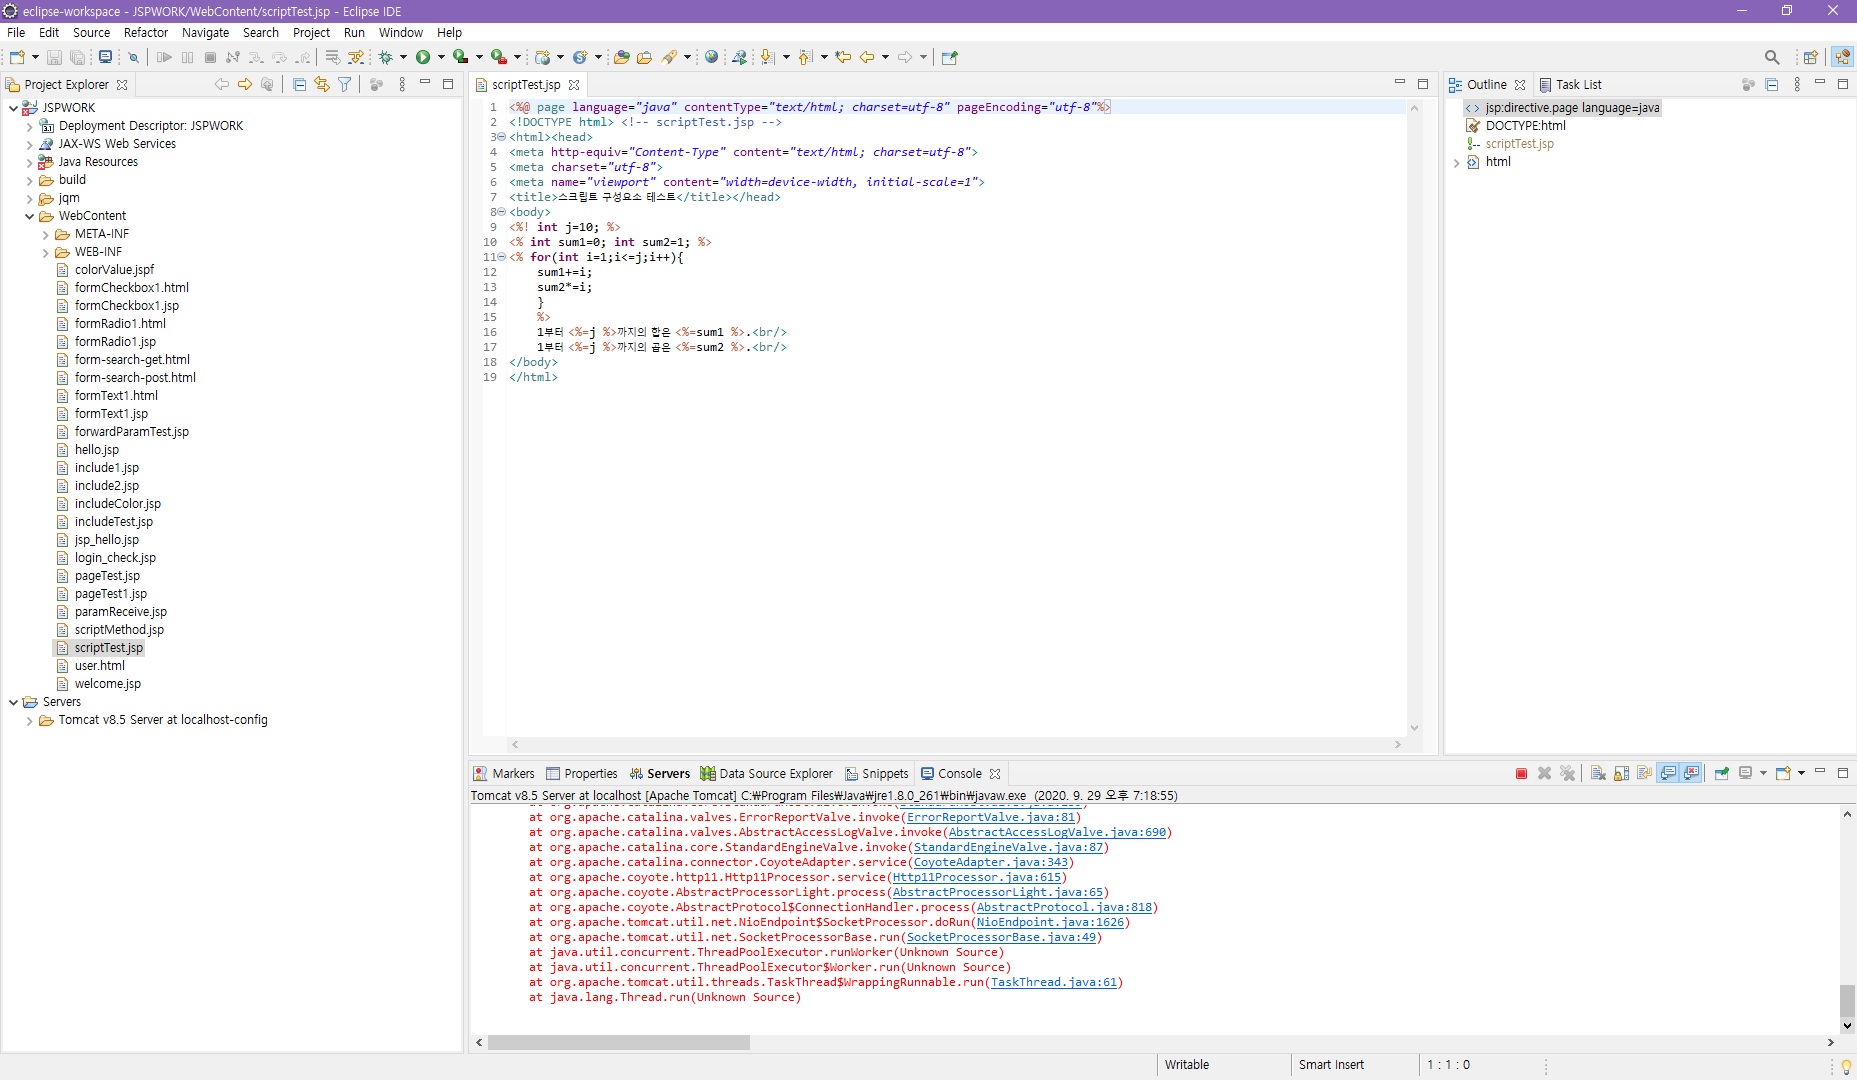 eclipse-workspace - JSPWORK/WebContent/scriptTest.jsp - Eclipse IDE
File Edit Source Refactor Navigate Search Project Run Window Help
Project Explorer
JSPWORK
Deployment Descriptor: JSPWORK
JAX-WS Web Services
Java Resources
build
jqm
WebContent
META-INF
WEB-INF
colorValue.jspf
formCheckbox1.html
formCheckbox1.jsp
formRadio1.html
formRadio1.jsp
form-search-get.html
form-search-post.html
formText1.html
formText1.jsp
forwardParamTest.jsp
hello.jsp
include1.jsp
include2.jsp
includeColor.jsp
includeTest.jsp
jsp_hello.jsp
login_check.jsp
pageTest.jsp
pageTest1.jsp
paramReceive.jsp
scriptMethod.jsp
scriptTest.jsp
user.html
welcome.jsp
Servers
Tomcat v8.5 Server at localhost-config
scriptTest.jsp
1 <%@ page language="java" contentType="text/html; charset=utf-8" pageEncoding="utf-8"%>
2 <!DOCTYPE html> <!-- scriptTest.jsp -->
3 <html><head>
4 <meta http-equiv="Content-Type" content="text/html; charset=utf-8">
5 <meta charset="utf-8">
6 <meta name="viewport" content="width=device-width, initial-scale=1">
7 <title>스크립트 구성요소 테스트</title></head>
8 <body>
9 <%! int j=10; %>
10 <% int sum1=0; int sum2=1; %>
11 <% for(int i=1;i<=j;i++){
12 sum1+=i;
13 sum2*=i;
14 }
15 %>
16 1부터 <%=j %>까지의 합은 <%=sum1 %>.<br/>
17 1부터 <%=j %>까지의 곱은 <%=sum2 %>.<br/>
18 </body>
19 </html>
Outline Task List
jsp:directive.page language=java
DOCTYPE:html
scriptTest.jsp
html
Markers Properties Servers Data Source Explorer Snippets Console
Tomcat v8.5 Server at localhost [Apache Tomcat] C:₩Program Files₩Java₩jre1.8.0_261₩bin₩javaw.exe (2020. 9. 29 오후 7:18:55)
at org.apache.catalina.valves.ErrorReportValve.invoke(ErrorReportValve.java:81)
at org.apache.catalina.valves.AbstractAccessLogValve.invoke(AbstractAccessLogValve.java:690)
at org.apache.catalina.core.StandardEngineValve.invoke(StandardEngineValve.java:87)
at org.apache.catalina.connector.CoyoteAdapter.service(CoyoteAdapter.java:343)
at org.apache.coyote.http11.Http11Processor.service(Http11Processor.java:615)
at org.apache.coyote.AbstractProcessorLight.process(AbstractProcessorLight.java:65)
at org.apache.coyote.AbstractProtocol$ConnectionHandler.process(AbstractProtocol.java:818)
at org.apache.tomcat.util.net.NioEndpoint$SocketProcessor.doRun(NioEndpoint.java:1626)
at org.apache.tomcat.util.net.SocketProcessorBase.run(SocketProcessorBase.java:49)
at java.util.concurrent.ThreadPoolExecutor.runWorker(Unknown Source)
at java.util.concurrent.ThreadPoolExecutor$Worker.run(Unknown Source)
at org.apache.tomcat.util.threads.TaskThread$WrappingRunnable.run(TaskThread.java:61)
at java.lang.Thread.run(Unknown Source)
Writable Smart Insert 1 : 1 : 0